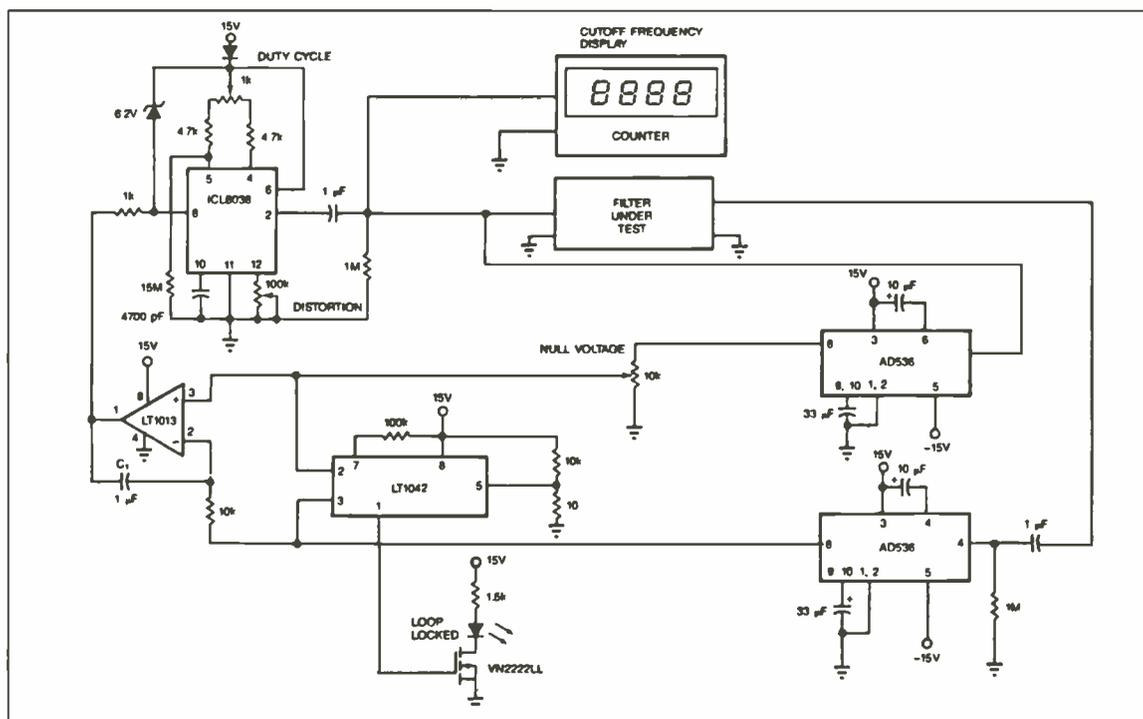 15V
DUTY CYCLE
1k
6.2V
4.7k
4.7k
5
4
6
ICL8038
8
2
1k
1 µF
10
11
12
15M
100k
1M
4700 pF
DISTORTION
CUTOFF FREQUENCY
DISPLAY
8888
COUNTER
FILTER
UNDER
TEST
15V
10 µF
3
6
6
AD536
9, 10
1, 2
5
33 µF
-15V
NULL VOLTAGE
10k
15V
8
3
+
1
LT1013
2
4
-
C1
1 µF
10k
15V
100k
7
8
2
LT1042
5
3
1
10k
10
15V
10 µF
3
4
6
AD536
4
1 µF
9
10
1, 2
5
33 µF
1M
-15V
15V
1.5k
LOOP
LOCKED
VN2222LL